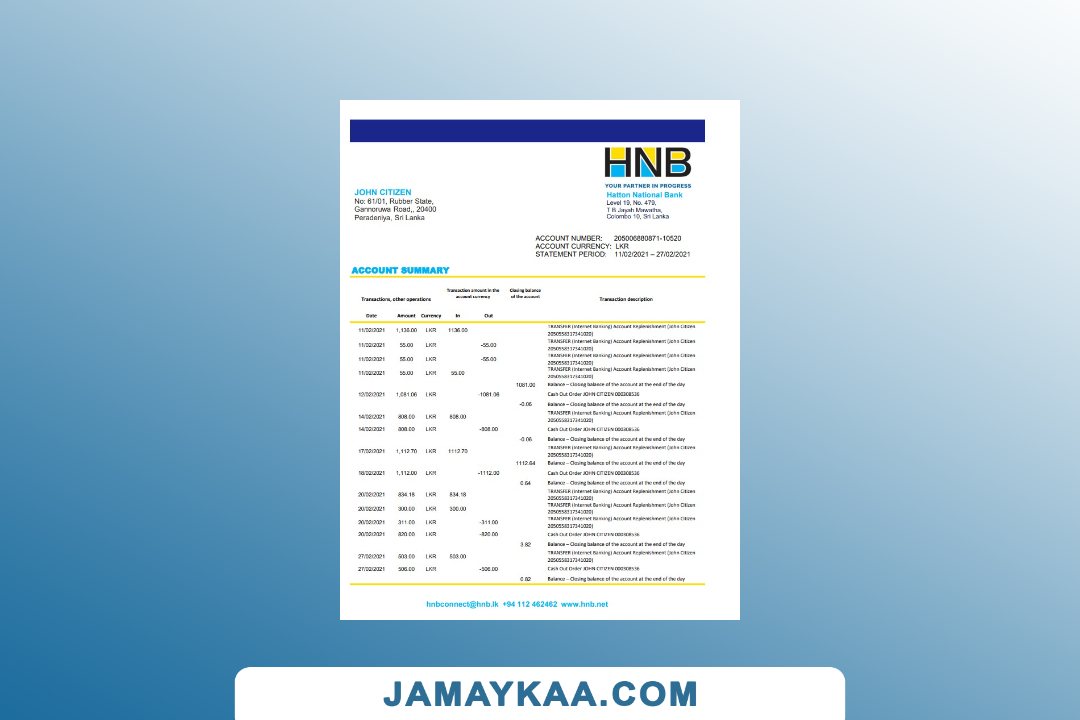 HNB
YOUR PARTNER IN PROGRESS
JOHN CITIZEN
No: 61/01, Rubber State,
Gannoruwa Road,, 20400
Peradeniya, Sri Lanka
Hatton National Bank
Level 19, No. 479,
T B Jayah Mawatha,
Colombo 10, Sri Lanka
ACCOUNT NUMBER: 205006880871-10520
ACCOUNT CURRENCY: LKR
STATEMENT PERIOD: 11/02/2021 – 27/02/2021
ACCOUNT SUMMARY
Transactions, other operations
Transaction amount in the
account currency
Closing balance
of the account
Transaction description
Date Amount Currency In Out
11/02/2021 1,136.00 LKR 1136.00 TRANSFER (Internet Banking) Account Replenishment (John Citizen
2050558317341020)
11/02/2021 55.00 LKR -55.00 TRANSFER (Internet Banking) Account Replenishment (John Citizen
2050558317341020)
11/02/2021 55.00 LKR -55.00 TRANSFER (Internet Banking) Account Replenishment (John Citizen
2050558317341020)
11/02/2021 55.00 LKR 55.00 TRANSFER (Internet Banking) Account Replenishment (John Citizen
2050558317341020)
1081.00 Balance – Closing balance of the account at the end of the day
12/02/2021 1,081.06 LKR -1081.06 Cash Out Order JOHN CITIZEN 000308536
-0.06 Balance – Closing balance of the account at the end of the day
14/02/2021 808.00 LKR 808.00 TRANSFER (Internet Banking) Account Replenishment (John Citizen
2050558317341020)
14/02/2021 808.00 LKR -808.00 Cash Out Order JOHN CITIZEN 000308536
-0.06 Balance – Closing balance of the account at the end of the day
17/02/2021 1,112.70 LKR 1112.70 TRANSFER (Internet Banking) Account Replenishment (John Citizen
2050558317341020)
1112.64 Balance – Closing balance of the account at the end of the day
18/02/2021 1,112.00 LKR -1112.00 Cash Out Order JOHN CITIZEN 000308536
0.64 Balance – Closing balance of the account at the end of the day
20/02/2021 834.18 LKR 834.18 TRANSFER (Internet Banking) Account Replenishment (John Citizen
2050558317341020)
20/02/2021 300.00 LKR 300.00 TRANSFER (Internet Banking) Account Replenishment (John Citizen
2050558317341020)
20/02/2021 311.00 LKR -311.00 TRANSFER (Internet Banking) Account Replenishment (John Citizen
2050558317341020)
20/02/2021 820.00 LKR -820.00 Cash Out Order JOHN CITIZEN 000308536
3.82 Balance – Closing balance of the account at the end of the day
27/02/2021 503.00 LKR 503.00 TRANSFER (Internet Banking) Account Replenishment (John Citizen
2050558317341020)
27/02/2021 506.00 LKR -506.00 Cash Out Order JOHN CITIZEN 000308536
0.82 Balance – Closing balance of the account at the end of the day
hnbconnect@hnb.lk +94 112 462462 www.hnb.net
JAMAYKAA.COM